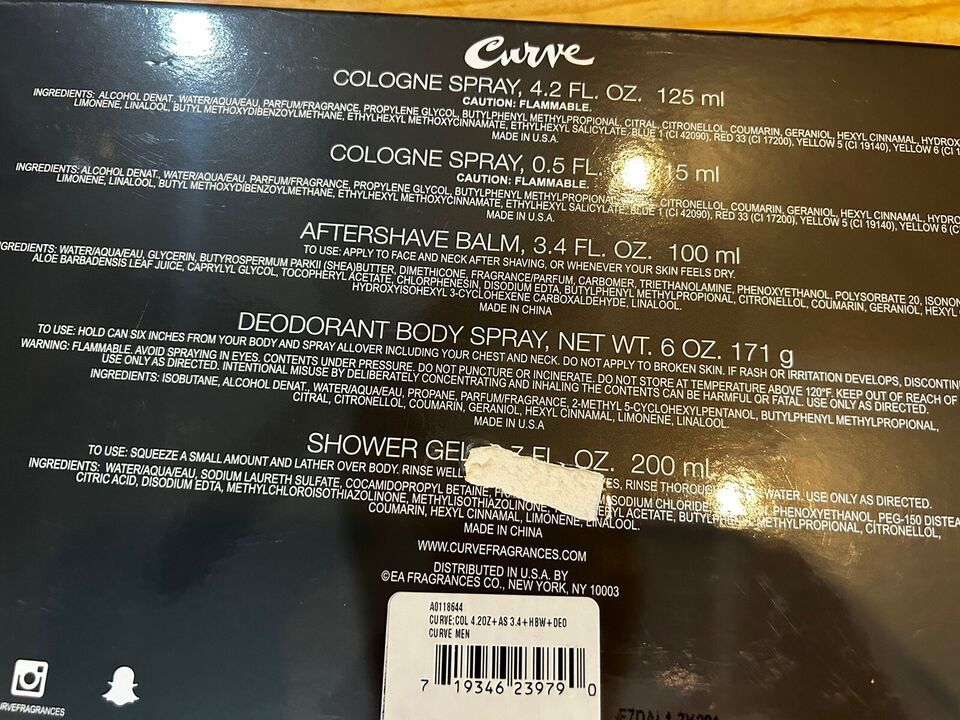 Curve
COLOGNE SPRAY, 4.2 FL. OZ. 125 ml
CAUTION: FLAMMABLE.
INGREDIENTS: ALCOHOL DENAT., WATER/AQUA/EAU, PARFUM/FRAGRANCE, PROPYLENE GLYCOL, BUTYLPHENYL METHYLPROPIONAL, CITRAL, CITRONELLOL, COUMARIN, GERANIOL, HEXYL CINNAMAL, HYDROX
LIMONENE, LINALOOL, BUTYL METHOXYDIBENZOYLMETHANE, ETHYLHEXYL METHOXYCINNAMATE, ETHYLHEXYL SALICYLATE, BLUE 1 (CI 42090), RED 33 (CI 17200), YELLOW 5 (CI 19140), YELLOW 6 (CI 1
MADE IN U.S.A.
COLOGNE SPRAY, 0.5 FL. 15 ml
CAUTION: FLAMMABLE.
INGREDIENTS: ALCOHOL DENAT., WATER/AQUA/EAU, PARFUM/FRAGRANCE, PROPYLENE GLYCOL, BUTYLPHENYL METHYLPROPIONA CITRONELLOL, COUMARIN, GERANIOL, HEXYL CINNAMAL, HYDRO
LIMONENE, LINALOOL, BUTYL METHOXYDIBENZOYLMETHANE, ETHYLHEXYL METHOXYCINNAMATE, ETHYLHEXYL SALICYLATE, BLUE 1 (CI 42090), RED 33 (CI 17200), YELLOW 5 (CI 19140), YELLOW 6 (C
MADE IN U.S.A.
AFTERSHAVE BALM, 3.4 FL. OZ. 100 ml
TO USE: APPLY TO FACE AND NECK AFTER SHAVING, OR WHENEVER YOUR SKIN FEELS DRY.
GREDIENTS: WATER/AQUA/EAU, GLYCERIN, BUTYROSPERMUM PARKII (SHEA)BUTTER, DIMETHICONE, FRAGRANCE/PARFUM, CARBOMER, TRIETHANOLAMINE, PHENOXYETHANOL, POLYSORBATE 20, ISONON
ALOE BARBADENSIS LEAF JUICE, CAPRYLYL GLYCOL, TOCOPHERYL ACETATE, CHLORPHENESIN, DISODIUM EDTA, BUTYLPHENYL METHYLPROPIONAL, CITRONELLOL, COUMARIN, GERANIOL, HEXYL
HYDROXYISOHEXYL 3-CYCLOHEXENE CARBOXALDEHYDE, LINALOOL.
MADE IN CHINA
DEODORANT BODY SPRAY, NET WT. 6 OZ. 171 g
TO USE: HOLD CAN SIX INCHES FROM YOUR BODY AND SPRAY ALLOVER INCLUDING YOUR CHEST AND NECK. DO NOT APPLY TO BROKEN SKIN. IF RASH OR IRRITATION DEVELOPS, DISCONTIN
WARNING: FLAMMABLE. AVOID SPRAYING IN EYES. CONTENTS UNDER PRESSURE. DO NOT PUNCTURE OR INCINERATE. DO NOT STORE AT TEMPERATURE ABOVE 120°F. KEEP OUT OF REACH OF
USE ONLY AS DIRECTED. INTENTIONAL MISUSE BY DELIBERATELY CONCENTRATING AND INHALING THE CONTENTS CAN BE HARMFUL OR FATAL. USE ONLY AS DIRECTED.
INGREDIENTS: ISOBUTANE, ALCOHOL DENAT., WATER/AQUA/EAU, PROPANE, PARFUM/FRAGRANCE, 2-METHYL 5-CYCLOHEXYLPENTANOL, BUTYLPHENYL METHYLPROPIONAL,
CITRAL, CITRONELLOL, COUMARIN, GERANIOL, HEXYL CINNAMAL, LIMONENE, LINALOOL.
MADE IN U.S.A
SHOWER GEL 7 FL. OZ. 200 ml
TO USE: SQUEEZE A SMALL AMOUNT AND LATHER OVER BODY. RINSE WELL ES, RINSE THOROUG WATER. USE ONLY AS DIRECTED.
INGREDIENTS: WATER/AQUA/EAU, SODIUM LAURETH SULFATE, COCAMIDOPROPYL BETAINE, SODIUM CHLORIDE PHENOXYETHANOL, PEG-150 DISTEA
CITRIC ACID, DISODIUM EDTA, METHYLCHLOROISOTHIAZOLINONE, METHYLISOTHIAZOLINONE, ERYL ACETATE, BUTYLPHENYL METHYLPROPIONAL, CITRONELLOL,
COUMARIN, HEXYL CINNAMAL, LIMONENE, LINALOOL.
MADE IN CHINA
WWW.CURVEFRAGRANCES.COM
DISTRIBUTED IN U.S.A. BY
©EA FRAGRANCES CO., NEW YORK, NY 10003
A0118644
CURVE:COL 4.2OZ+AS 3.4+HBW+DEO
CURVE MEN
7 19346 23979 0
RVEFRAGRANCES